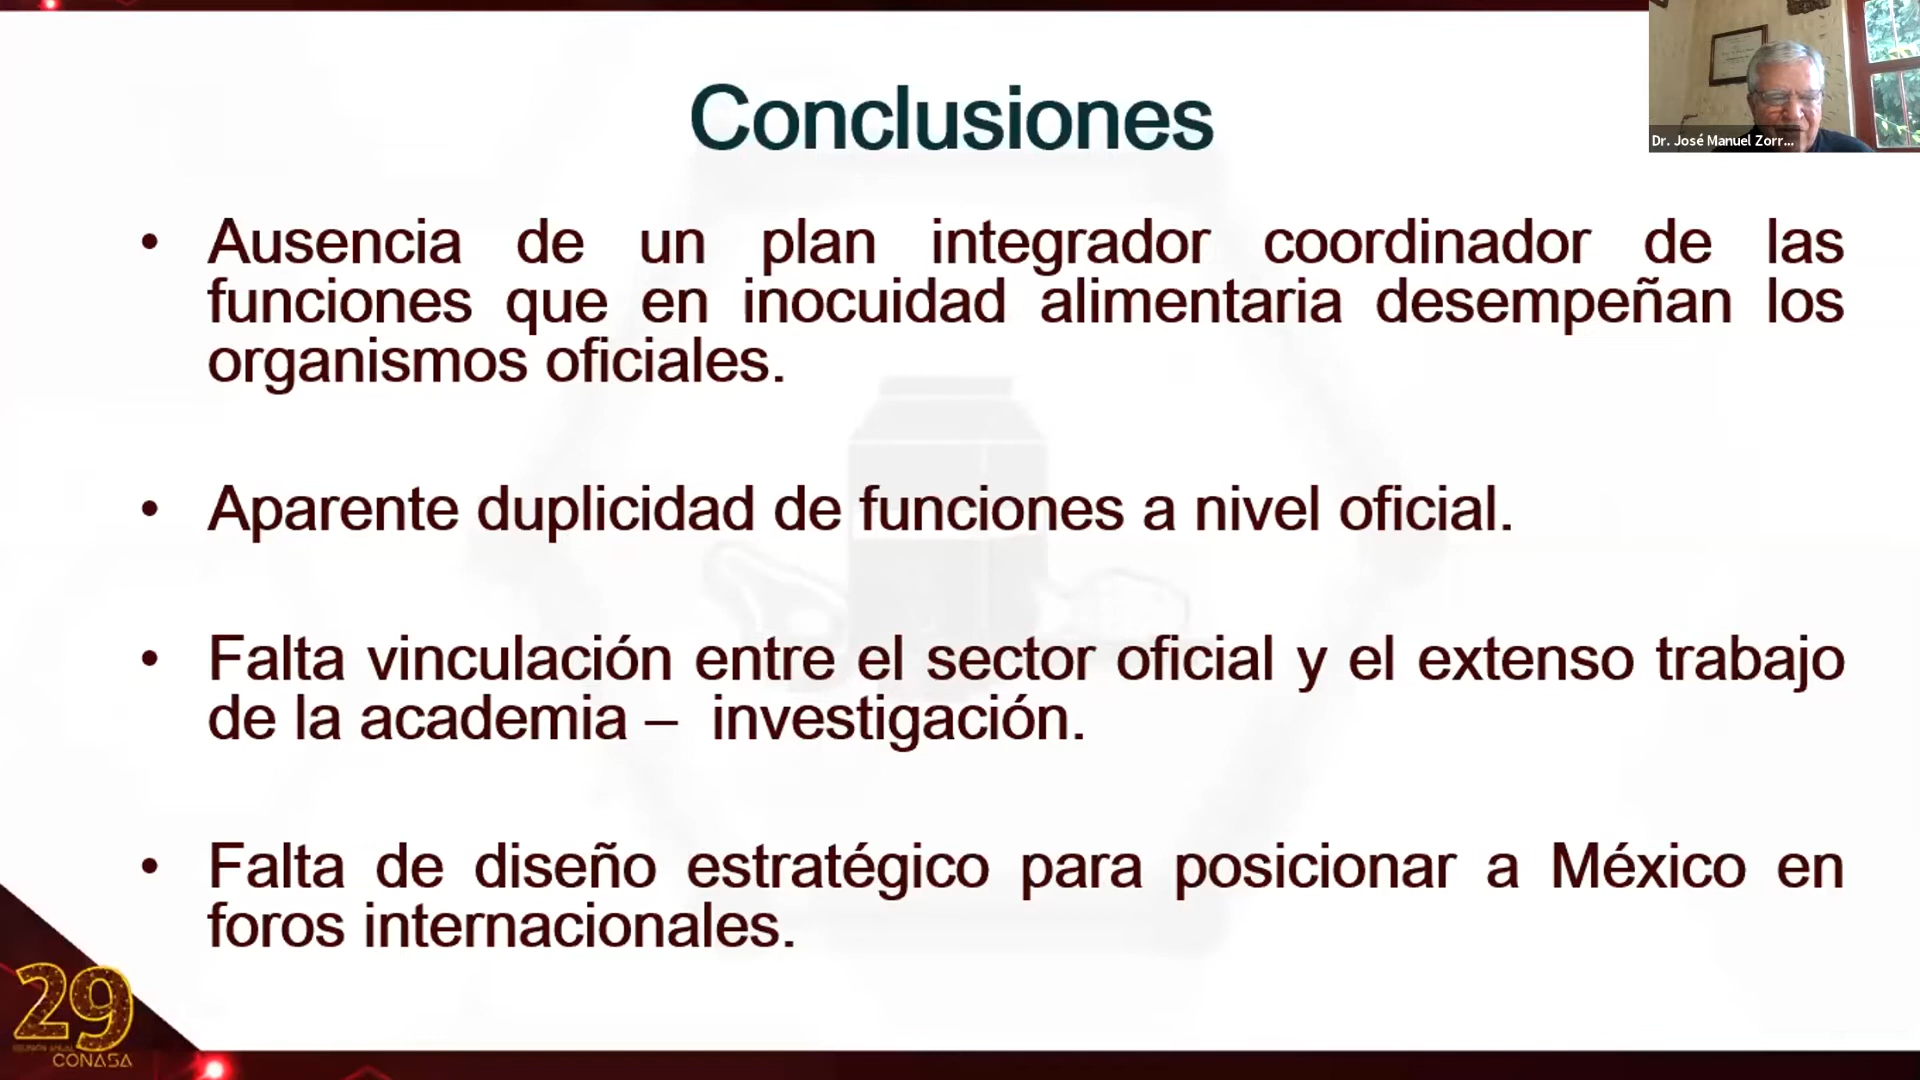 Conclusiones
Dr. José Manuel Zorr...
• Ausencia de un plan integrador coordinador de las
funciones que en inocuidad alimentaria desempeñan los
organismos oficiales.
• Aparente duplicidad de funciones a nivel oficial.
• Falta vinculación entre el sector oficial y el extenso trabajo
de la academia – investigación.
• Falta de diseño estratégico para posicionar a México en
foros internacionales.
29
REUNIÓN ANUAL
CONASA